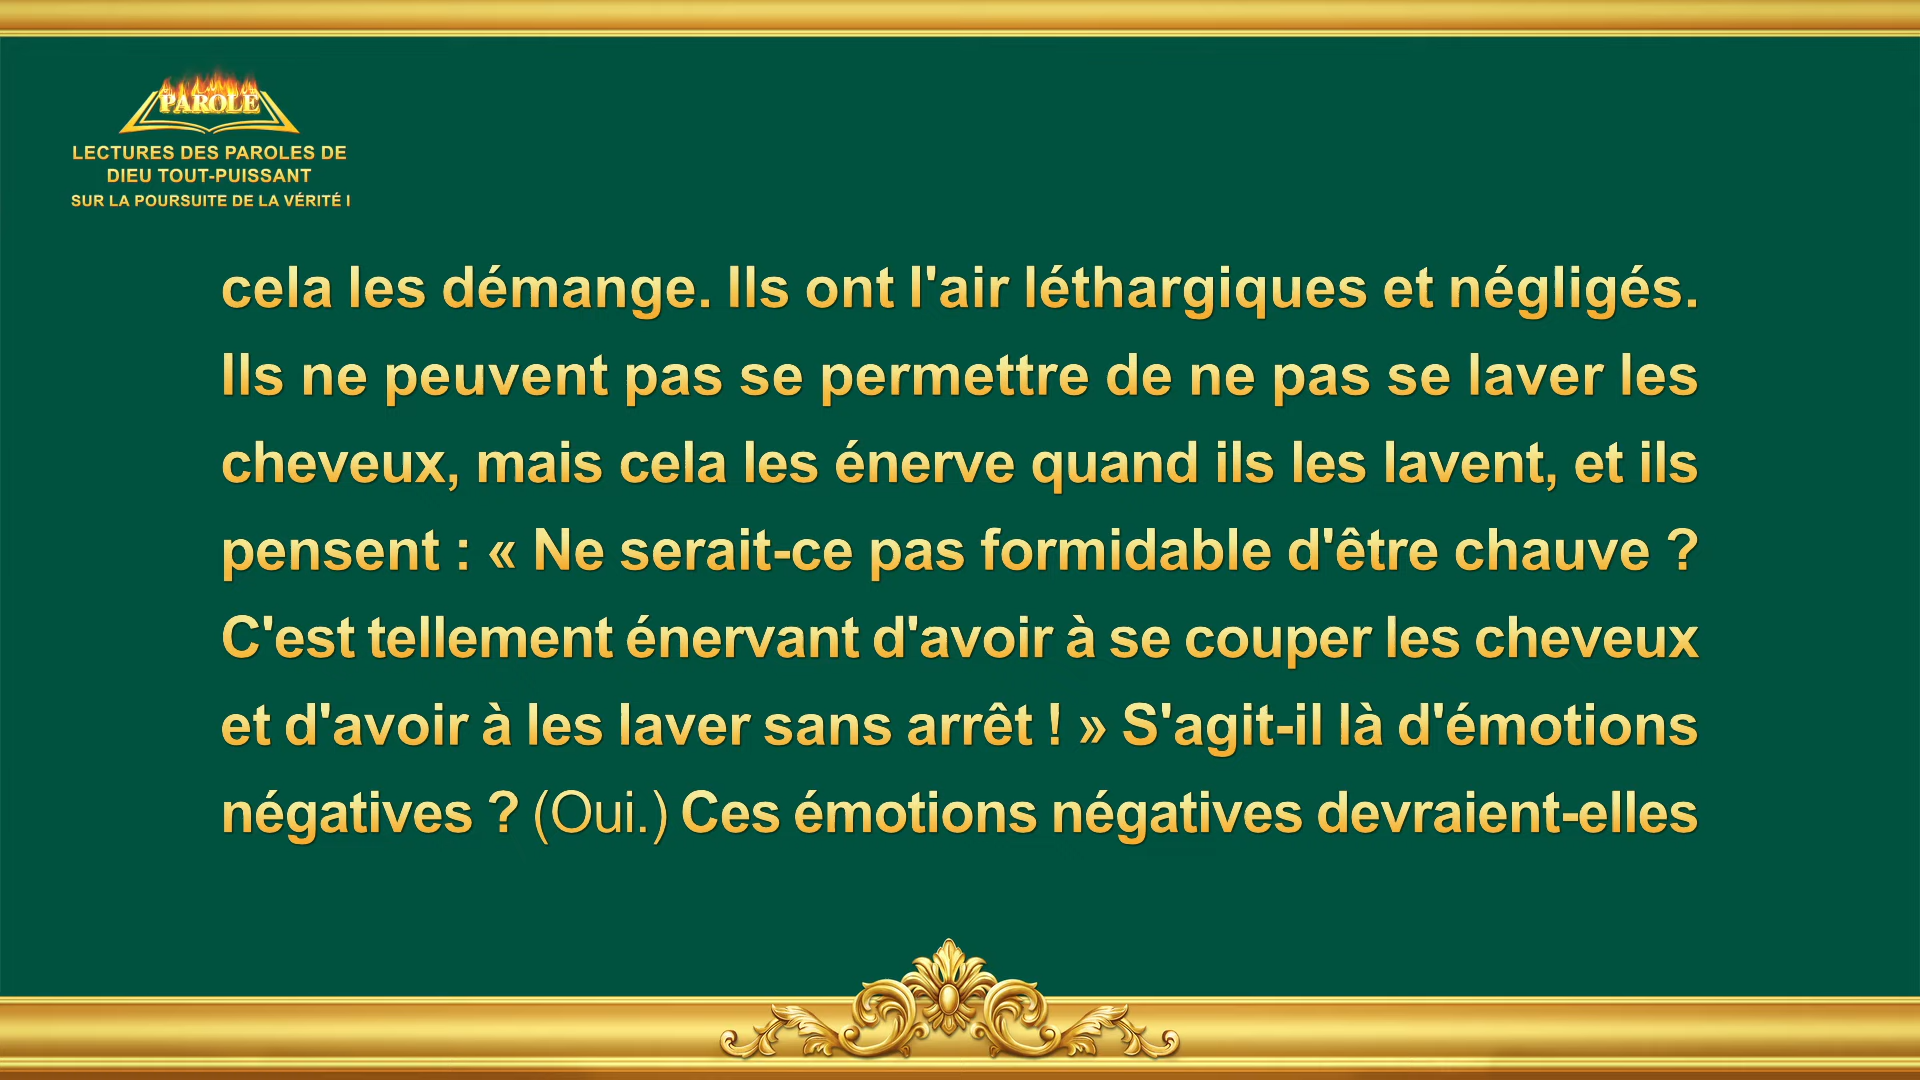 PAROLE
LECTURES DES PAROLES DE
DIEU TOUT-PUISSANT
SUR LA POURSUITE DE LA VÉRITÉ I
cela les démange. Ils ont l'air léthargiques et négligés.
Ils ne peuvent pas se permettre de ne pas se laver les
cheveux, mais cela les énerve quand ils les lavent, et ils
pensent : « Ne serait-ce pas formidable d'être chauve ?
C'est tellement énervant d'avoir à se couper les cheveux
et d'avoir à les laver sans arrêt ! » S'agit-il là d'émotions
négatives ? (Oui.) Ces émotions négatives devraient-elles